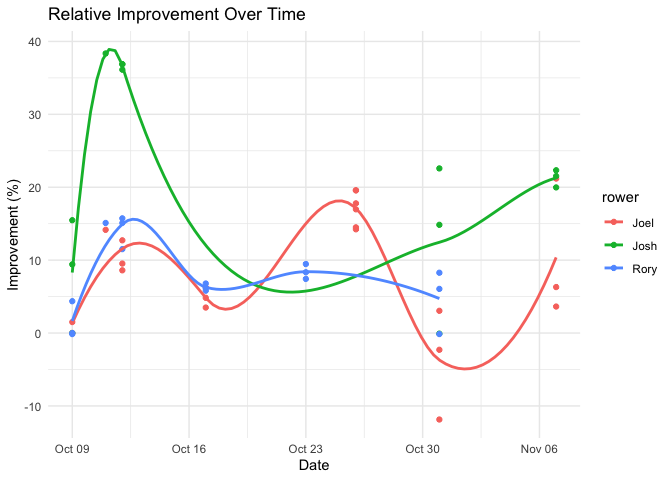 Relative Improvement Over Time
40
30
20
10
0
-10
Improvement (%)
Oct 09 Oct 16 Oct 23 Oct 30 Nov 06
Date
rower
Joel
Josh
Rory